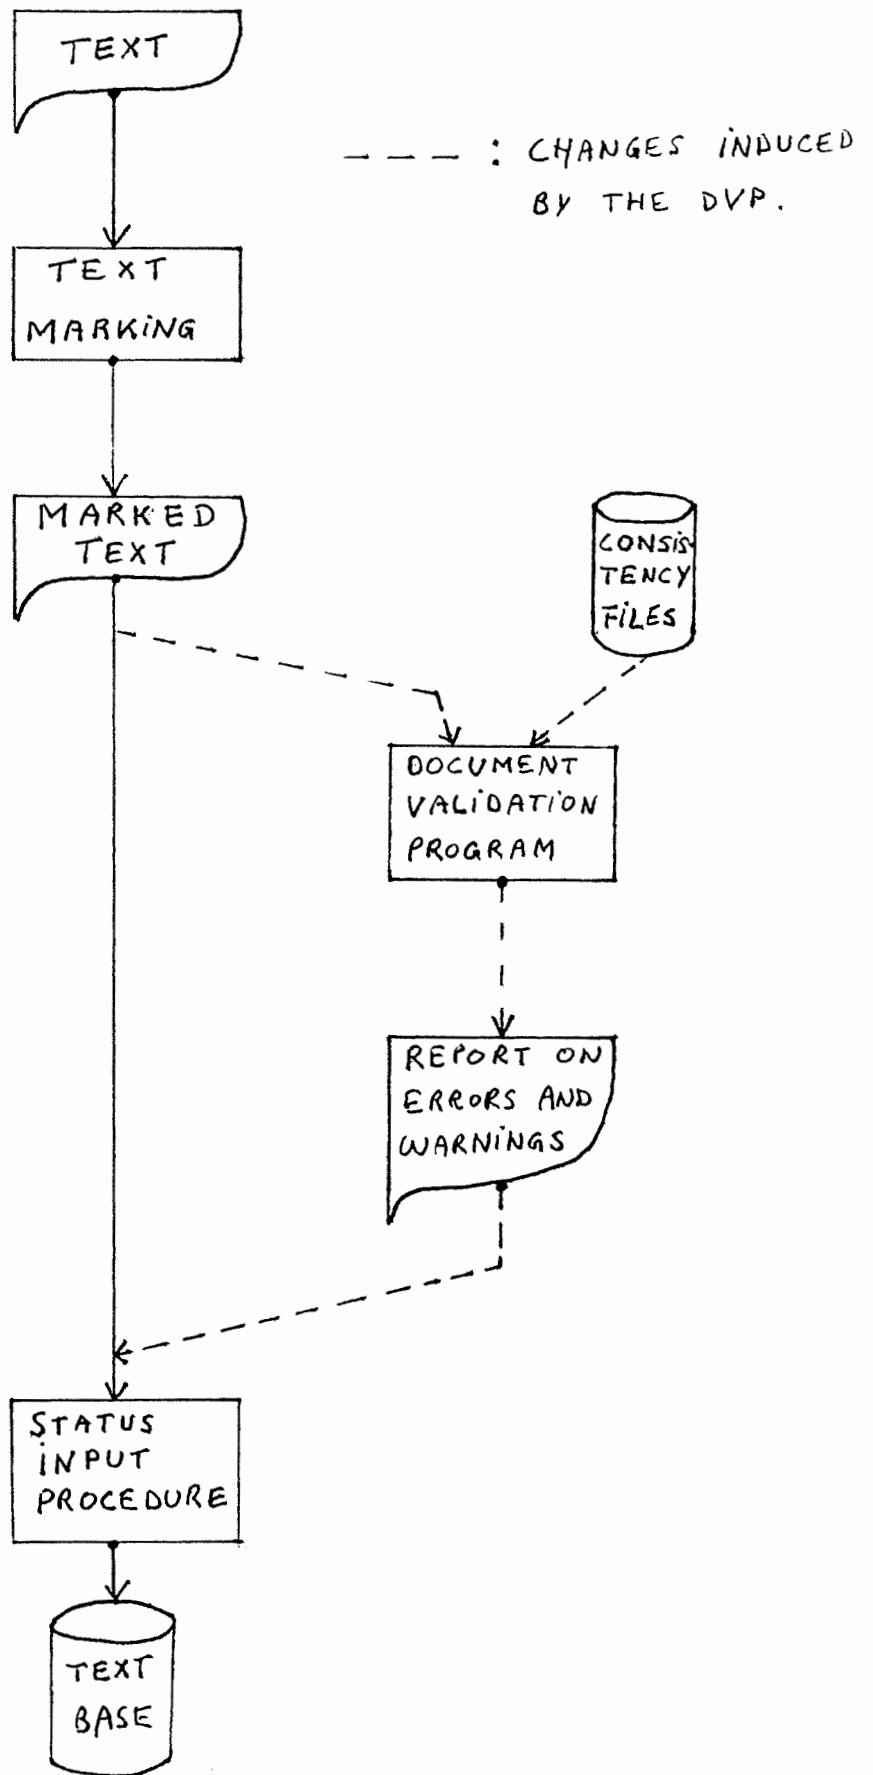 TEXT
--- : CHANGES INDUCED
BY THE DVP.
TEXT
MARKING
MARKED
TEXT
CONSIS-
TENCY
FILES
DOCUMENT
VALIDATION
PROGRAM
REPORT ON
ERRORS AND
WARNINGS
STATUS
INPUT
PROCEDURE
TEXT
BASE